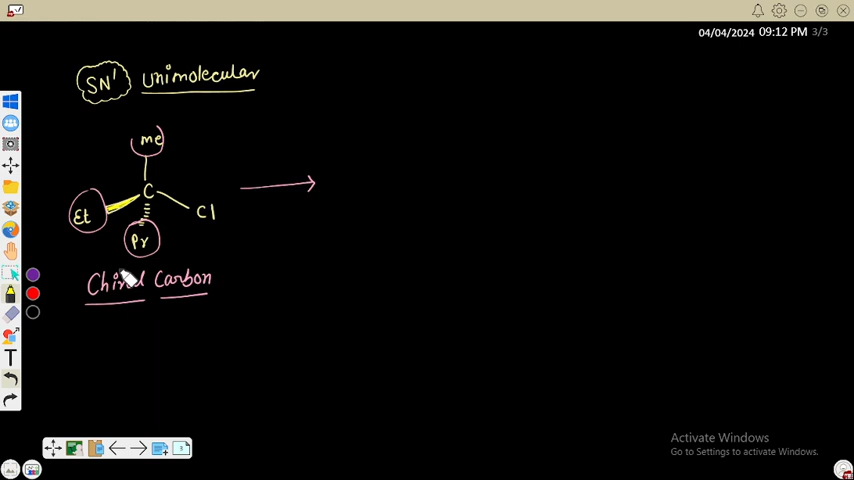 04/04/2024 09:12 PM 3/3
SN¹ Unimolecular
me
C
Et
Cl
Pr
Chiral Carbon
T
3
Activate Windows
Go to Settings to activate Windows.